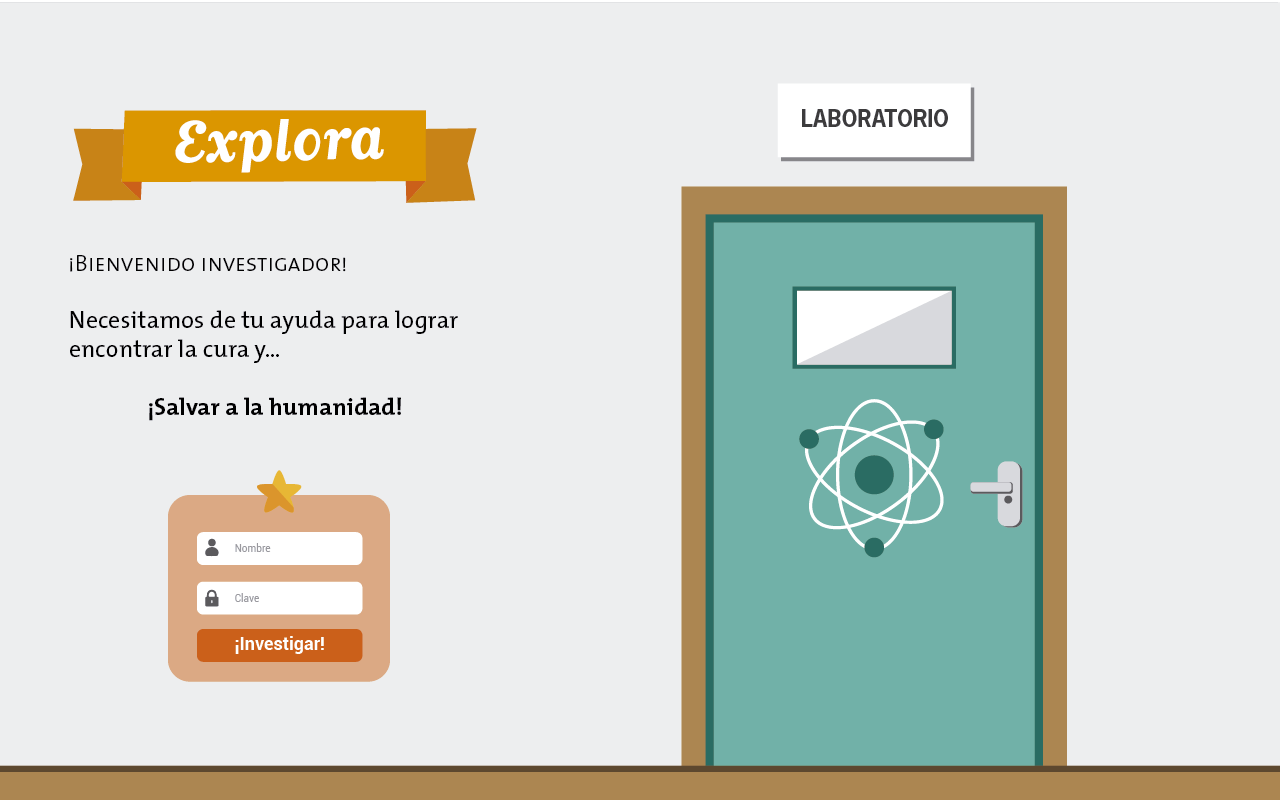 Explora
¡BIENVENIDO INVESTIGADOR!
Necesitamos de tu ayuda para lograr
encontrar la cura y...
¡Salvar a la humanidad!
Nombre
Clave
¡Investigar!
LABORATORIO